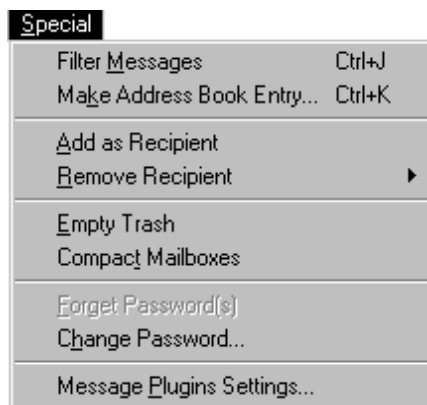 Special
Filter Messages Ctrl+J
Make Address Book Entry... Ctrl+K
Add as Recipient
Remove Recipient
Empty Trash
Compact Mailboxes
Forget Password(s)
Change Password...
Message Plugins Settings...